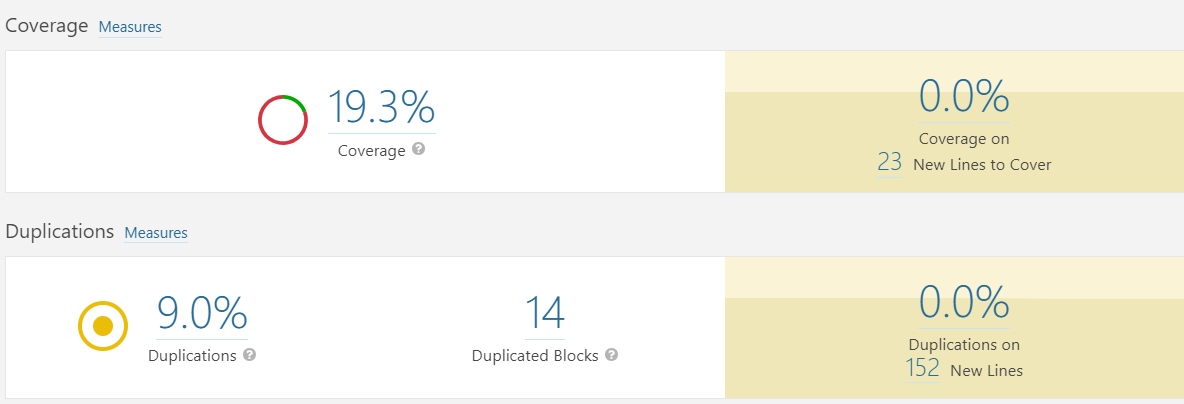 Coverage Measures
19.3%
Coverage ?
0.0%
Coverage on
23 New Lines to Cover
Duplications Measures
9.0%
Duplications ?
14
Duplicated Blocks ?
0.0%
Duplications on
152 New Lines